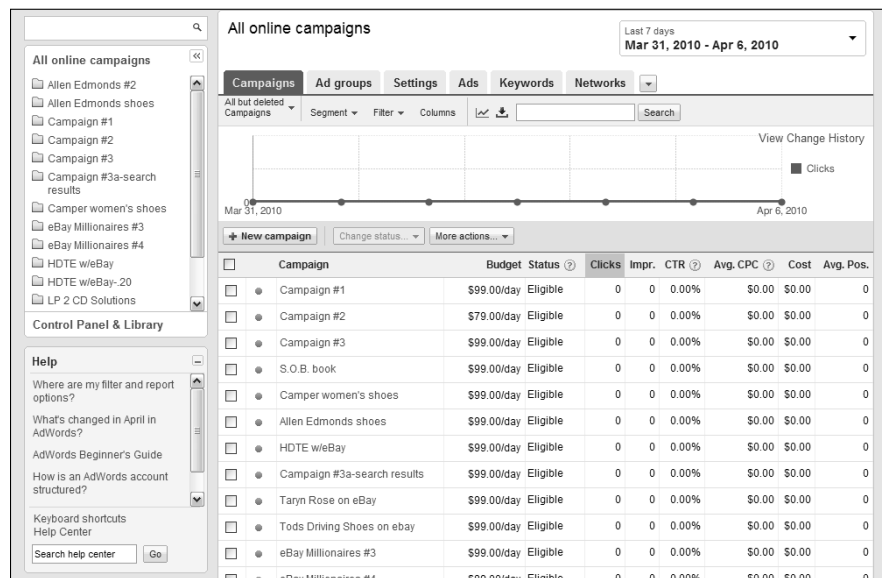 All online campaigns
Allen Edmonds #2
Allen Edmonds shoes
Campaign #1
Campaign #2
Campaign #3
Campaign #3a-search
results
Camper women's shoes
eBay Millionaires #3
eBay Millionaires #4
HDTE w/eBay
HDTE w/eBay-.20
LP 2 CD Solutions
Control Panel & Library
Help
Where are my filter and report
options?
What's changed in April in
AdWords?
AdWords Beginner's Guide
How is an AdWords account
structured?
Keyboard shortcuts
Help Center
Search help center Go
All online campaigns
Last 7 days
Mar 31, 2010 - Apr 6, 2010
Campaigns Ad groups Settings Ads Keywords Networks
All but deleted
Campaigns Segment Filter Columns Search
View Change History
Clicks
0
Mar 31, 2010 Apr 6, 2010
+ New campaign Change status... More actions...
Campaign Budget Status ? Clicks Impr. CTR ? Avg. CPC ? Cost Avg. Pos.
Campaign #1 $99.00/day Eligible 0 0 0.00% $0.00 $0.00 0
Campaign #2 $79.00/day Eligible 0 0 0.00% $0.00 $0.00 0
Campaign #3 $99.00/day Eligible 0 0 0.00% $0.00 $0.00 0
S.O.B. book $99.00/day Eligible 0 0 0.00% $0.00 $0.00 0
Camper women's shoes $99.00/day Eligible 0 0 0.00% $0.00 $0.00 0
Allen Edmonds shoes $99.00/day Eligible 0 0 0.00% $0.00 $0.00 0
HDTE w/eBay $99.00/day Eligible 0 0 0.00% $0.00 $0.00 0
Campaign #3a-search results $99.00/day Eligible 0 0 0.00% $0.00 $0.00 0
Taryn Rose on eBay $99.00/day Eligible 0 0 0.00% $0.00 $0.00 0
Tods Driving Shoes on ebay $99.00/day Eligible 0 0 0.00% $0.00 $0.00 0
eBay Millionaires #3 $99.00/day Eligible 0 0 0.00% $0.00 $0.00 0